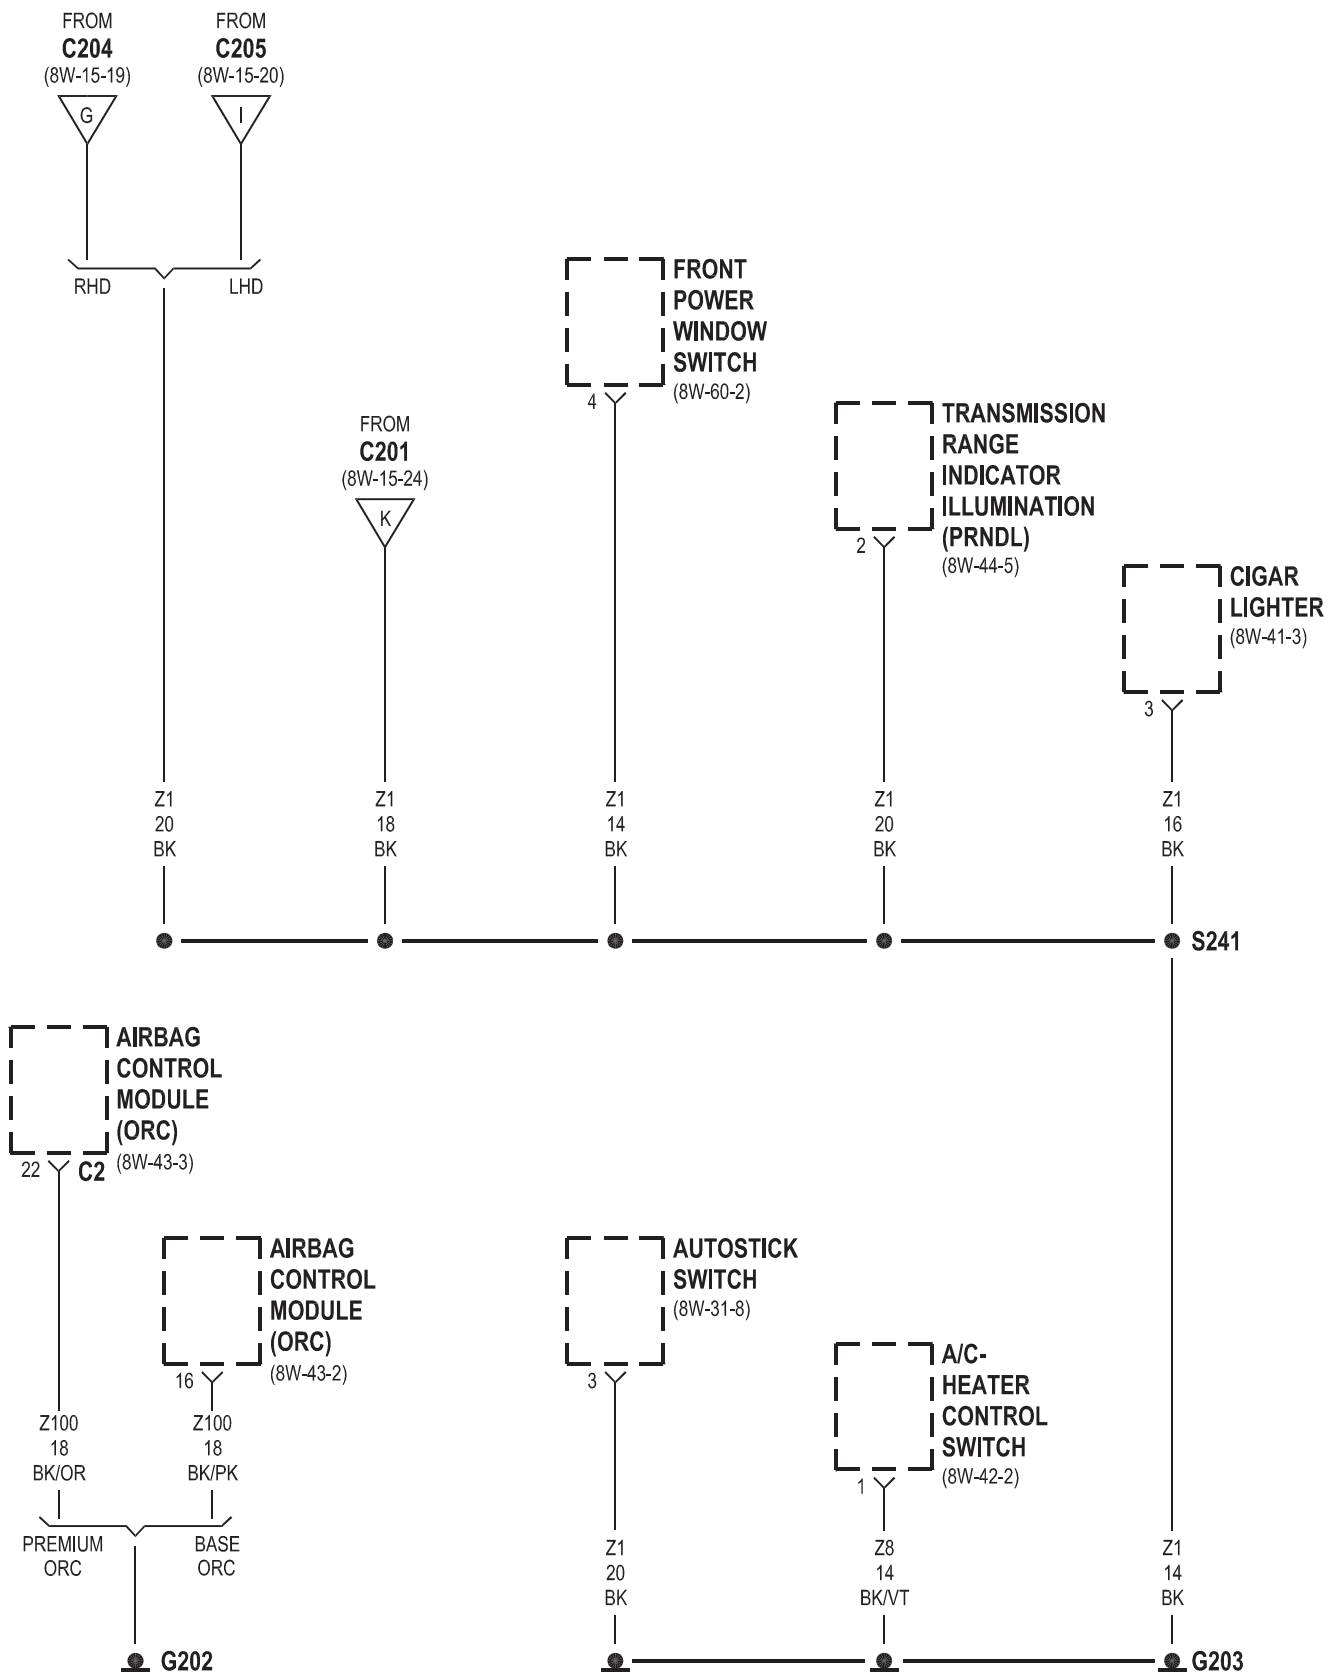 FROM
C204
(8W-15-19)
G
FROM
C205
(8W-15-20)
I
RHD
LHD
FROM
C201
(8W-15-24)
K
FRONT
POWER
WINDOW
SWITCH
(8W-60-2)
4
TRANSMISSION
RANGE
INDICATOR
ILLUMINATION
(PRNDL)
(8W-44-5)
2
CIGAR
LIGHTER
(8W-41-3)
3
Z1
20
BK
Z1
18
BK
Z1
14
BK
Z1
20
BK
Z1
16
BK
S241
AIRBAG
CONTROL
MODULE
(ORC)
(8W-43-3)
22
C2
AIRBAG
CONTROL
MODULE
(ORC)
(8W-43-2)
16
Z100
18
BK/OR
Z100
18
BK/PK
PREMIUM
ORC
BASE
ORC
G202
AUTOSTICK
SWITCH
(8W-31-8)
3
A/C-
HEATER
CONTROL
SWITCH
(8W-42-2)
1
Z1
20
BK
Z8
14
BK/VT
Z1
14
BK
G203